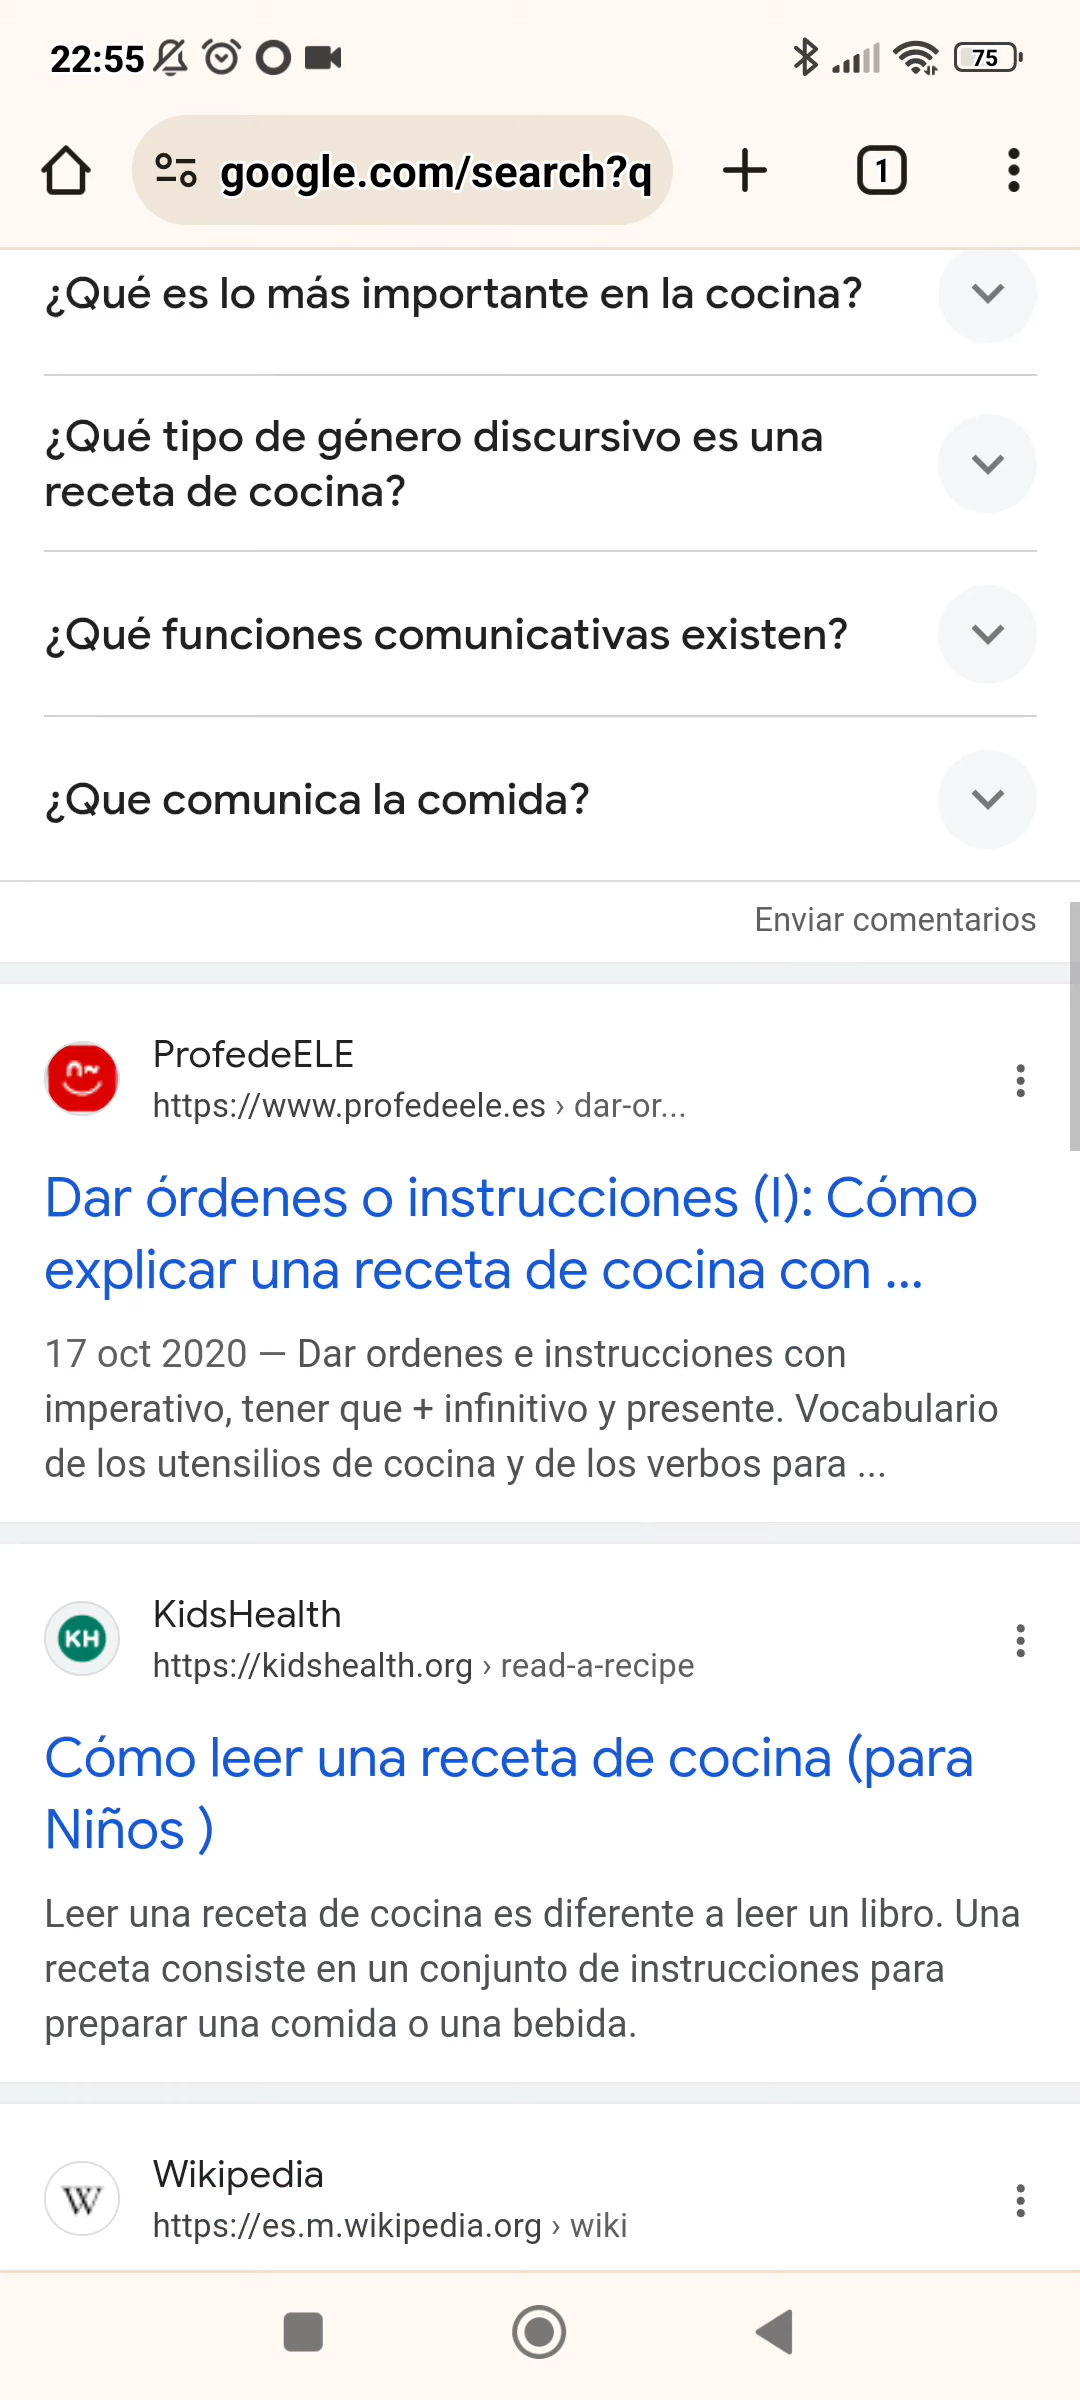 22:55
75
google.com/search?q
1
¿Qué es lo más importante en la cocina?
¿Qué tipo de género discursivo es una
receta de cocina?
¿Qué funciones comunicativas existen?
¿Que comunica la comida?
Enviar comentarios
ProfedeELE
https://www.profedeele.es › dar-or...
Dar órdenes o instrucciones (I): Cómo
explicar una receta de cocina con ...
17 oct 2020 — Dar ordenes e instrucciones con
imperativo, tener que + infinitivo y presente. Vocabulario
de los utensilios de cocina y de los verbos para ...
KH
KidsHealth
https://kidshealth.org › read-a-recipe
Cómo leer una receta de cocina (para
Niños )
Leer una receta de cocina es diferente a leer un libro. Una
receta consiste en un conjunto de instrucciones para
preparar una comida o una bebida.
W
Wikipedia
https://es.m.wikipedia.org › wiki